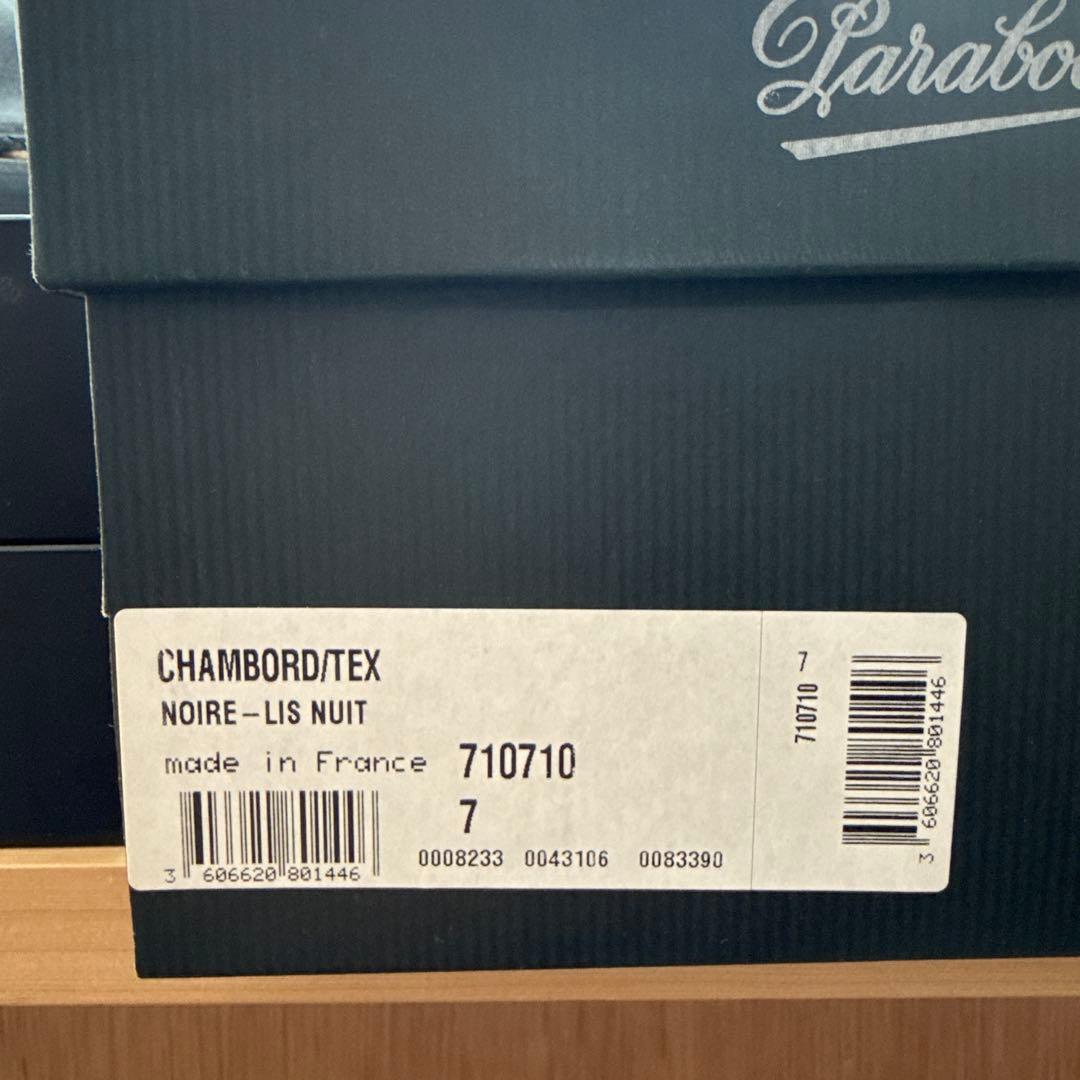 Paraboo
CHAMBORD/TEX
NOIRE-LIS NUIT
made in France 710710
7
0008233 0043106 0083390
3 606620 801446
7
710710
3 606620 801446